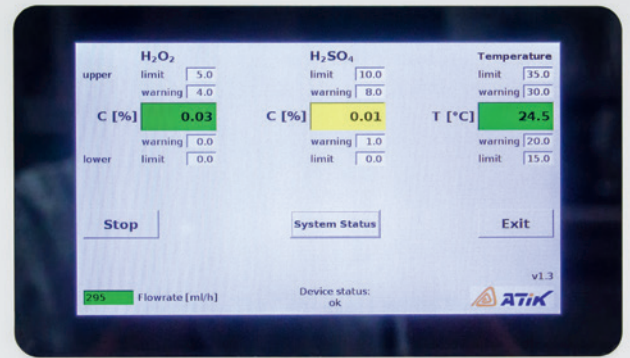 H₂O₂ H₂SO₄ Temperature
upper limit 5.0 limit 10.0 limit 35.0
warning 4.0 warning 8.0 warning 30.0
C [%] 0.03 C [%] 0.01 T [°C] 24.5
warning 0.0 warning 1.0 warning 20.0
lower limit 0.0 limit 0.0 limit 15.0
Stop System Status Exit
v1.3
295 Flowrate [ml/h] Device status: ATiK
ok